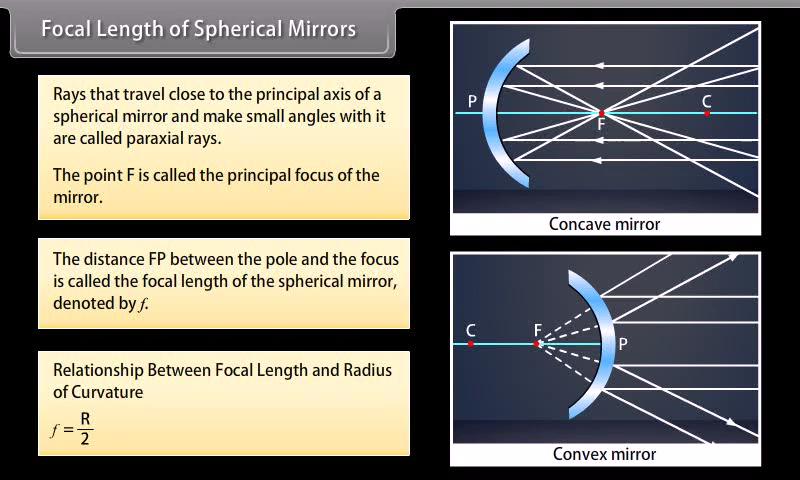 Focal Length of Spherical Mirrors
Rays that travel close to the principal axis of a
spherical mirror and make small angles with it
are called paraxial rays.
The point F is called the principal focus of the
mirror.
The distance FP between the pole and the focus
is called the focal length of the spherical mirror,
denoted by f.
Relationship Between Focal Length and Radius
of Curvature
f = R/2
P
F
C
Concave mirror
C
F
P
Convex mirror